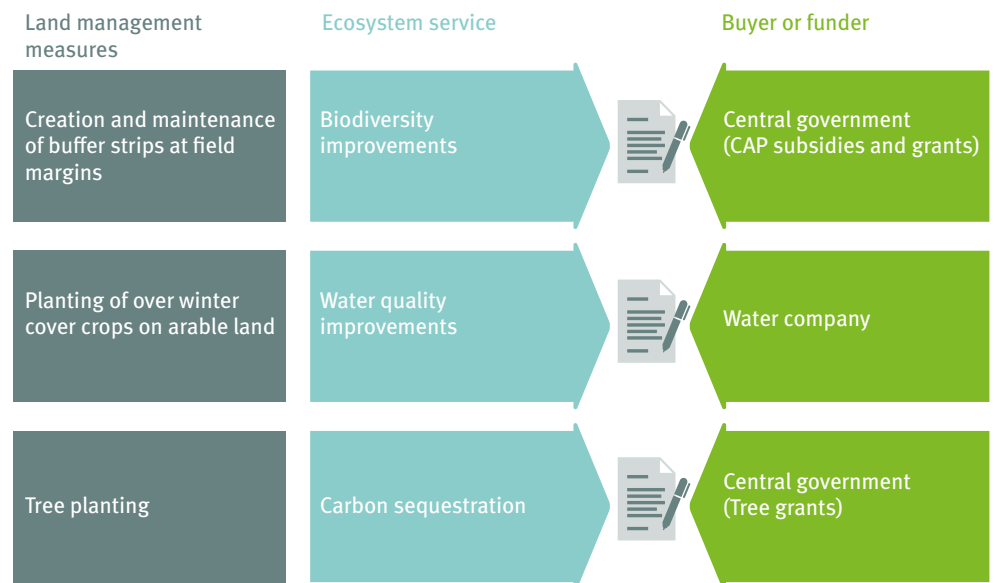 Land management
measures
Ecosystem service
Buyer or funder
Creation and maintenance
of buffer strips at field
margins
Biodiversity
improvements
Central government
(CAP subsidies and grants)
Planting of over winter
cover crops on arable land
Water quality
improvements
Water company
Tree planting
Carbon sequestration
Central government
(Tree grants)